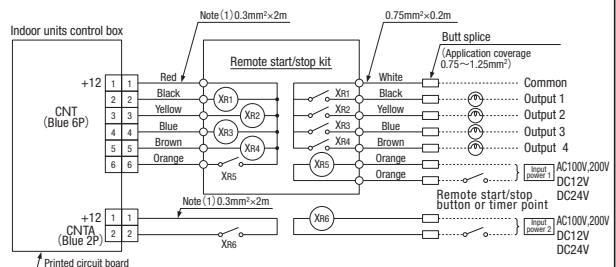 Note(1)0.3mm²×2m
0.75mm²×0.2m
Indoor units control box
Butt splice
(Application coverage
0.75～1.25mm²)
Remote start/stop kit
+12 1 1 Red White Common
2 2 Black XR1 XR1 Black Output 1
CNT
(Blue 6P)
3 3 Yellow XR2 XR2 Yellow Output 2
4 4 Blue XR3 XR3 Blue Output 3
5 5 Brown XR4 XR4 Brown Output 4
6 6 Orange XR5 XR5 Orange
Orange
Input
power 1
AC100V,200V
DC12V
DC24V
Remote start/stop
button or timer point
Note(1)0.3mm²×2m
+12 1 1
CNTA
(Blue 2P)
2 2
XR6
XR6
Input
power 2
AC100V,200V
DC12V
DC24V
Printed circuit board